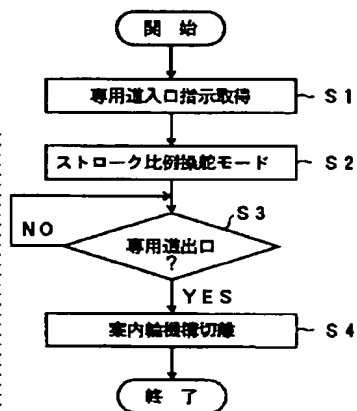 開 始
専用道入口指示取得 S1
ストローク比例操舵モード S2
S3
NO
専用道出口
?
YES
案内輪機構切離 S4
終 了